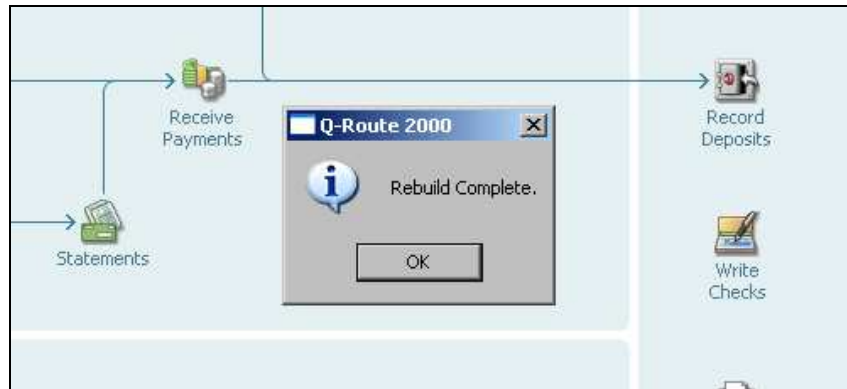 Receive
Payments
Q-Route 2000
Record
Deposits
Rebuild Complete.
OK
Statements
Write
Checks